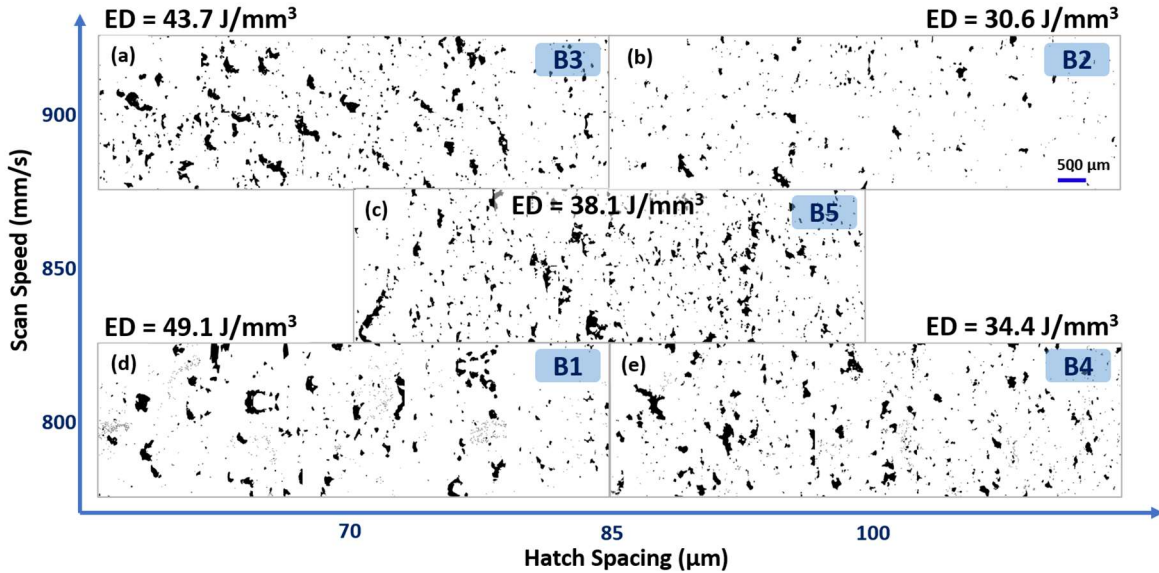 ED = 43.7 J/mm³
ED = 30.6 J/mm³
(a)
B3
(b)
B2
900
500 µm
(c)
ED = 38.1 J/mm³
B5
850
Scan Speed (mm/s)
ED = 49.1 J/mm³
ED = 34.4 J/mm³
(d)
B1
(e)
B4
800
70
85
100
Hatch Spacing (µm)